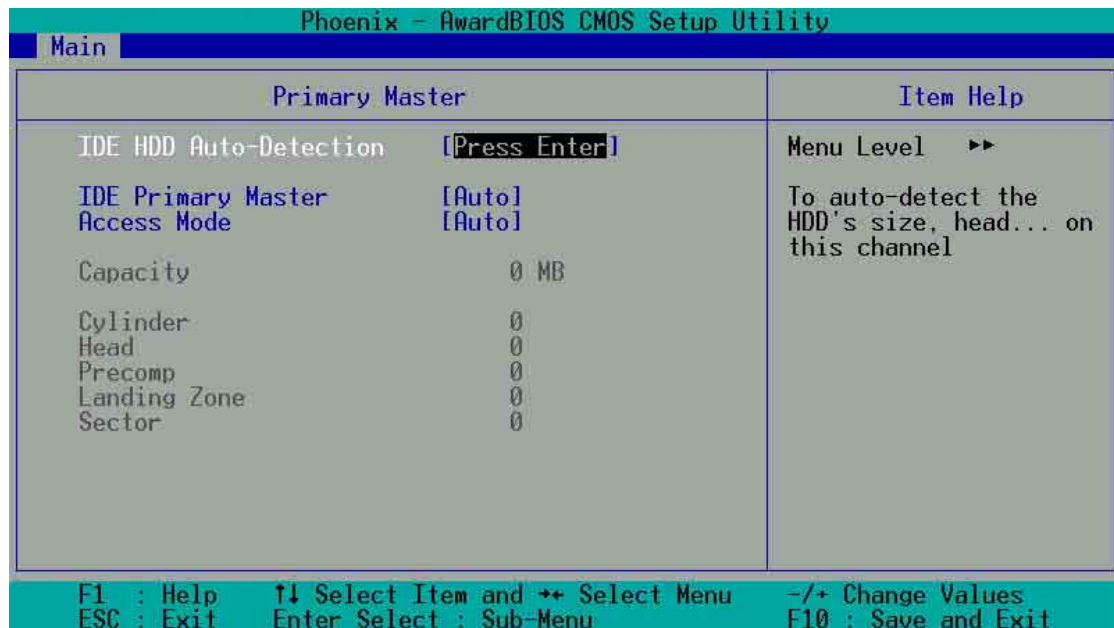 Phoenix - AwardBIOS CMOS Setup Utility
Main
Primary Master
Item Help
IDE HDD Auto-Detection [Press Enter]
IDE Primary Master [Auto]
Access Mode [Auto]
Capacity 0 MB
Cylinder 0
Head 0
Precomp 0
Landing Zone 0
Sector 0
Menu Level ►►
To auto-detect the
HDD's size, head... on
this channel
F1 : Help ↑↓ Select Item and →← Select Menu -/+ Change Values
ESC : Exit Enter Select : Sub-Menu F10 : Save and Exit